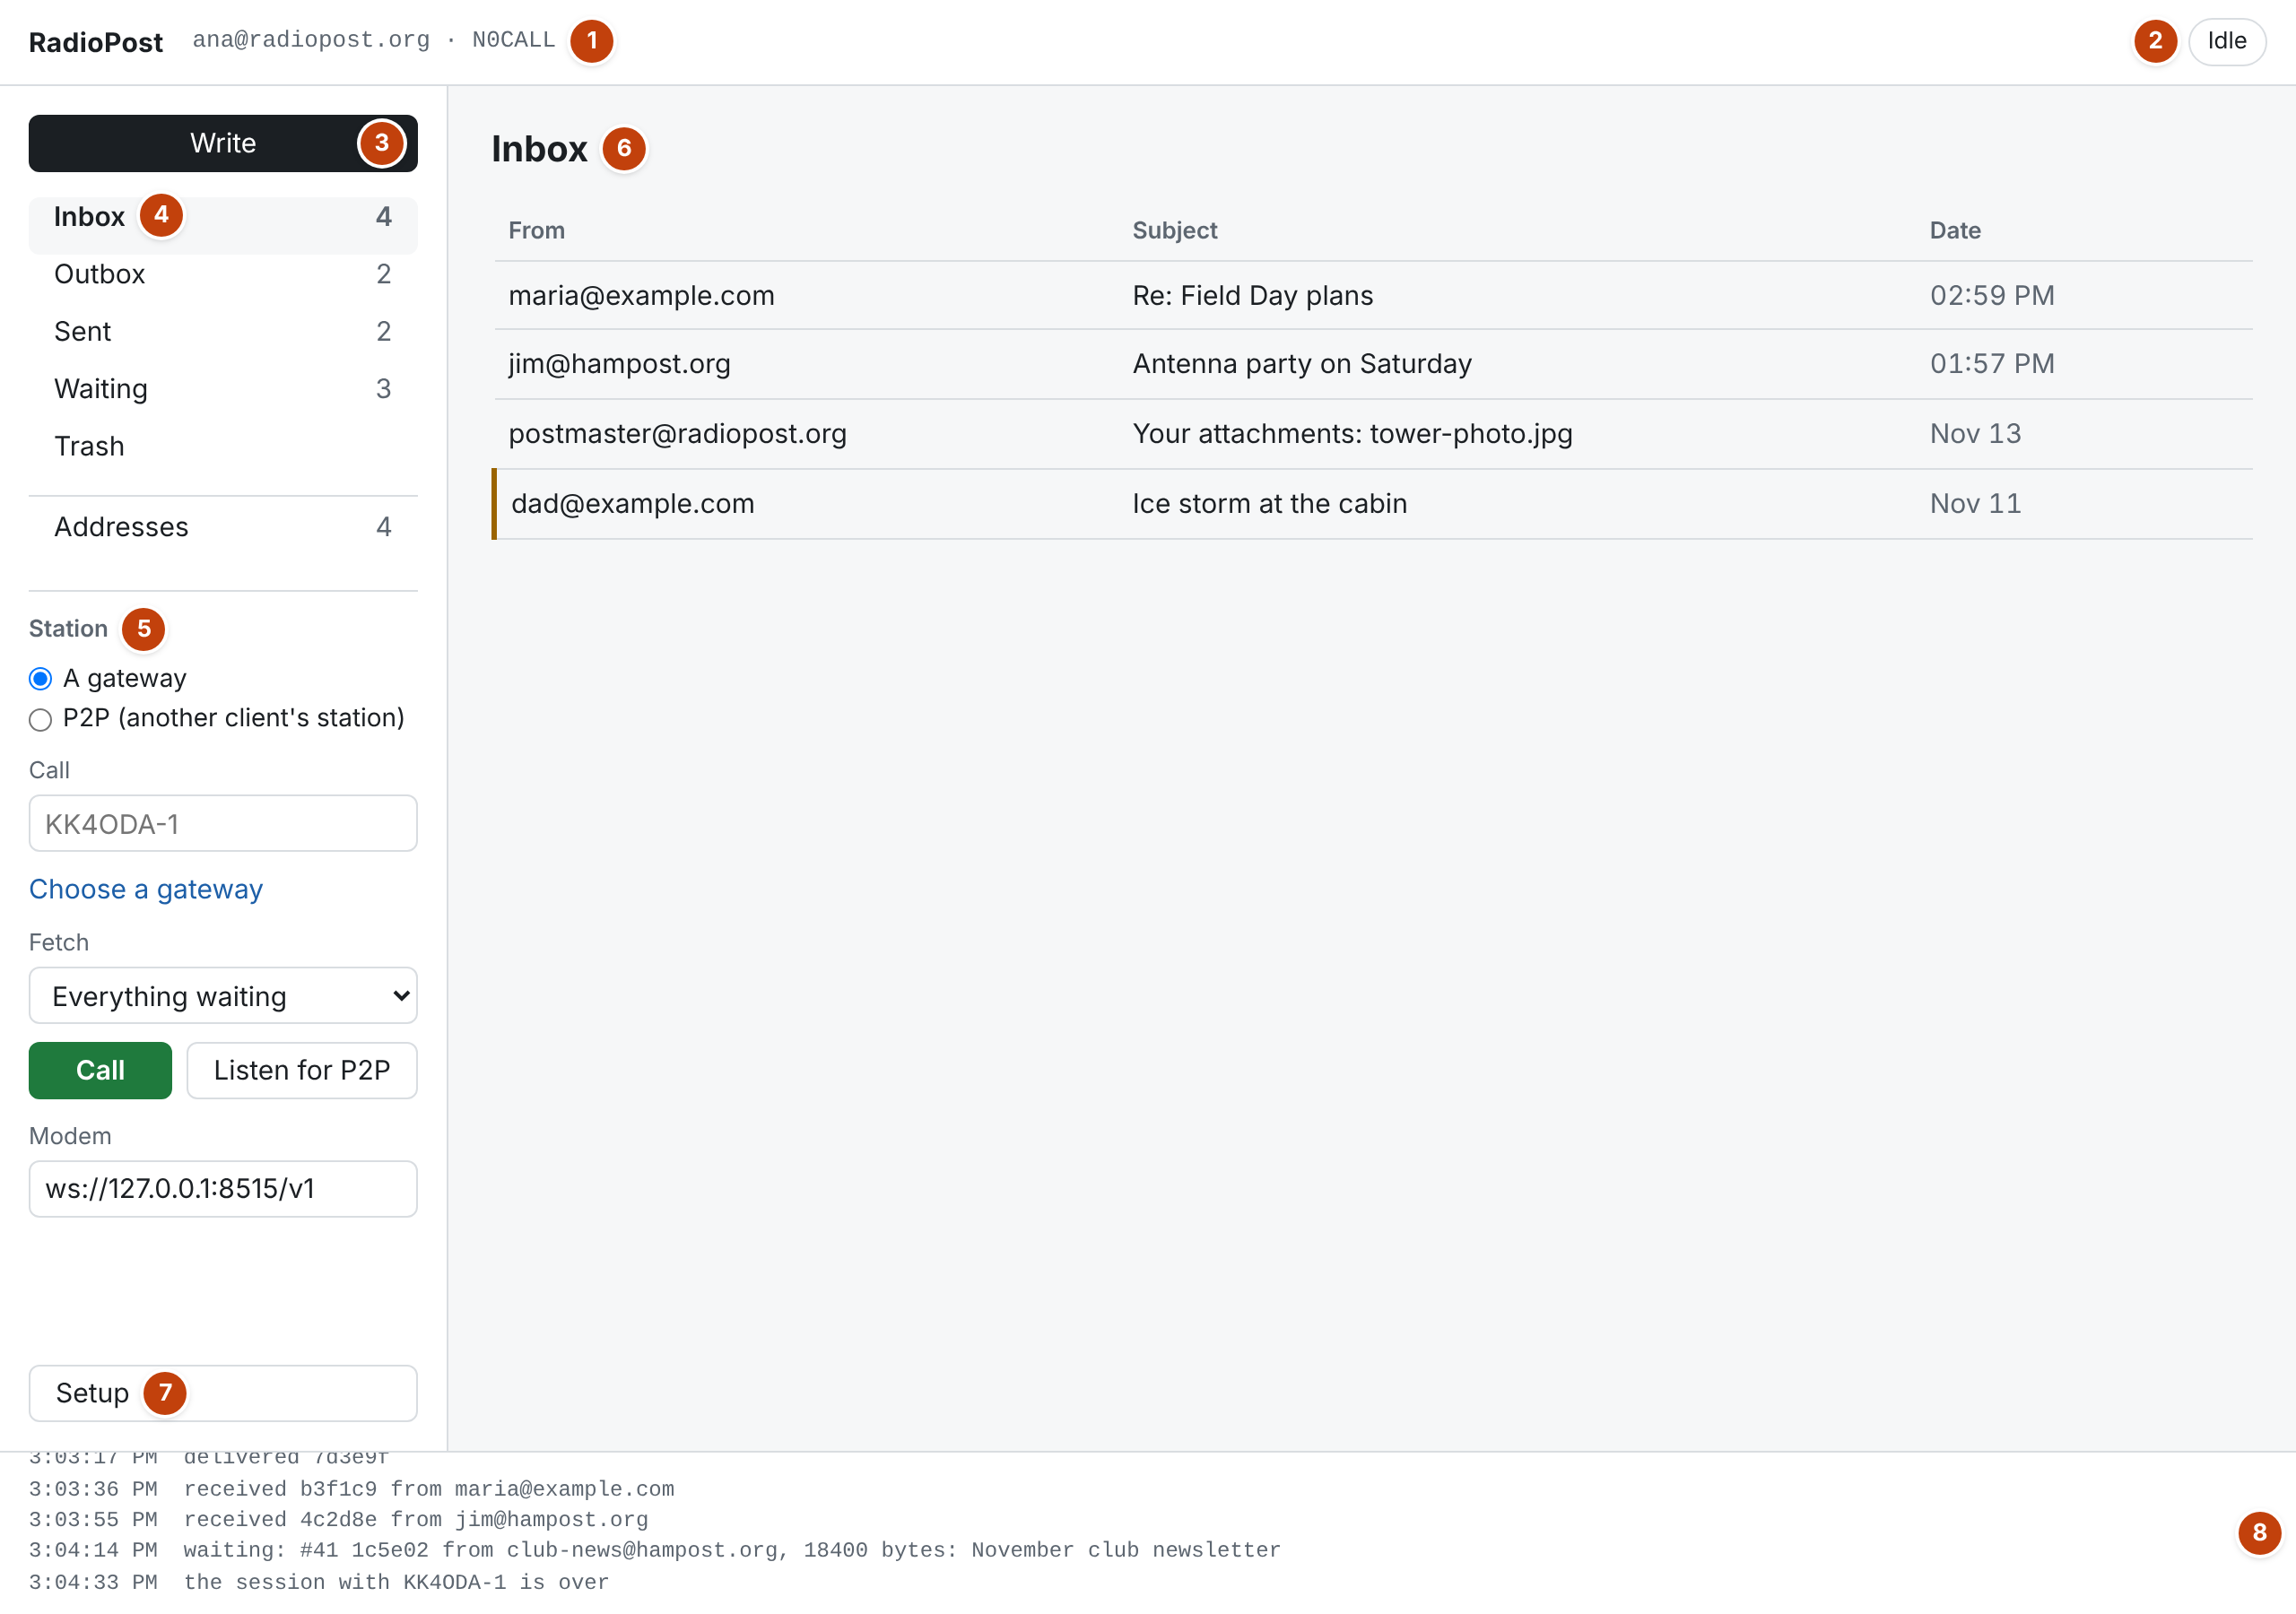 RadioPost ana@radiopost.org · N0CALL 1 2 Idle
Write 3
Inbox 4 4
Outbox 2
Sent 2
Waiting 3
Trash
Addresses 4
Station 5
A gateway
P2P (another client's station)
Call
KK4ODA-1
Choose a gateway
Fetch
Everything waiting
Call Listen for P2P
Modem
ws://127.0.0.1:8515/v1
Setup 7
Inbox 6
From Subject Date
maria@example.com Re: Field Day plans 02:59 PM
jim@hampost.org Antenna party on Saturday 01:57 PM
postmaster@radiopost.org Your attachments: tower-photo.jpg Nov 13
dad@example.com Ice storm at the cabin Nov 11
3:03:17 PM delivered 7d3e9f
3:03:36 PM received b3f1c9 from maria@example.com
3:03:55 PM received 4c2d8e from jim@hampost.org
3:04:14 PM waiting: #41 1c5e02 from club-news@hampost.org, 18400 bytes: November club newsletter
3:04:33 PM the session with KK4ODA-1 is over
8